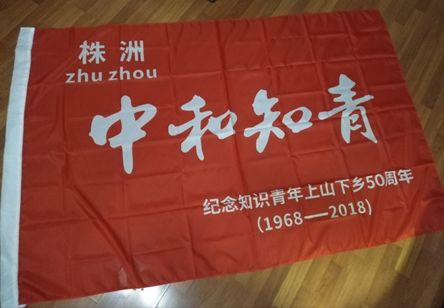 株洲
zhu zhou
中和知青
纪念知识青年上山下乡50周年
(1968—2018)